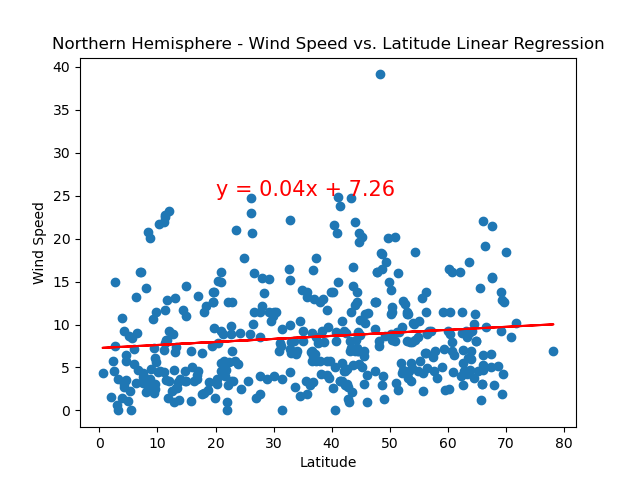 Northern Hemisphere - Wind Speed vs. Latitude Linear Regression
40
35
30
25
20
15
10
5
0
Wind Speed
y = 0.04x + 7.26
0 10 20 30 40 50 60 70 80
Latitude